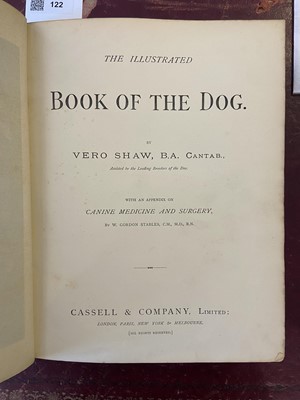 122
THE ILLUSTRATED
BOOK OF THE DOG.
BY
VERO SHAW, B.A. CANTAB.,
Assisted by the Leading Breeders of the Day.
WITH AN APPENDIX ON
CANINE MEDICINE AND SURGERY,
BY W. GORDON STABLES, C.M., M.D., R.N.
CASSELL & COMPANY, LIMITED:
LONDON, PARIS, NEW YORK & MELBOURNE.
[ALL RIGHTS RESERVED.]